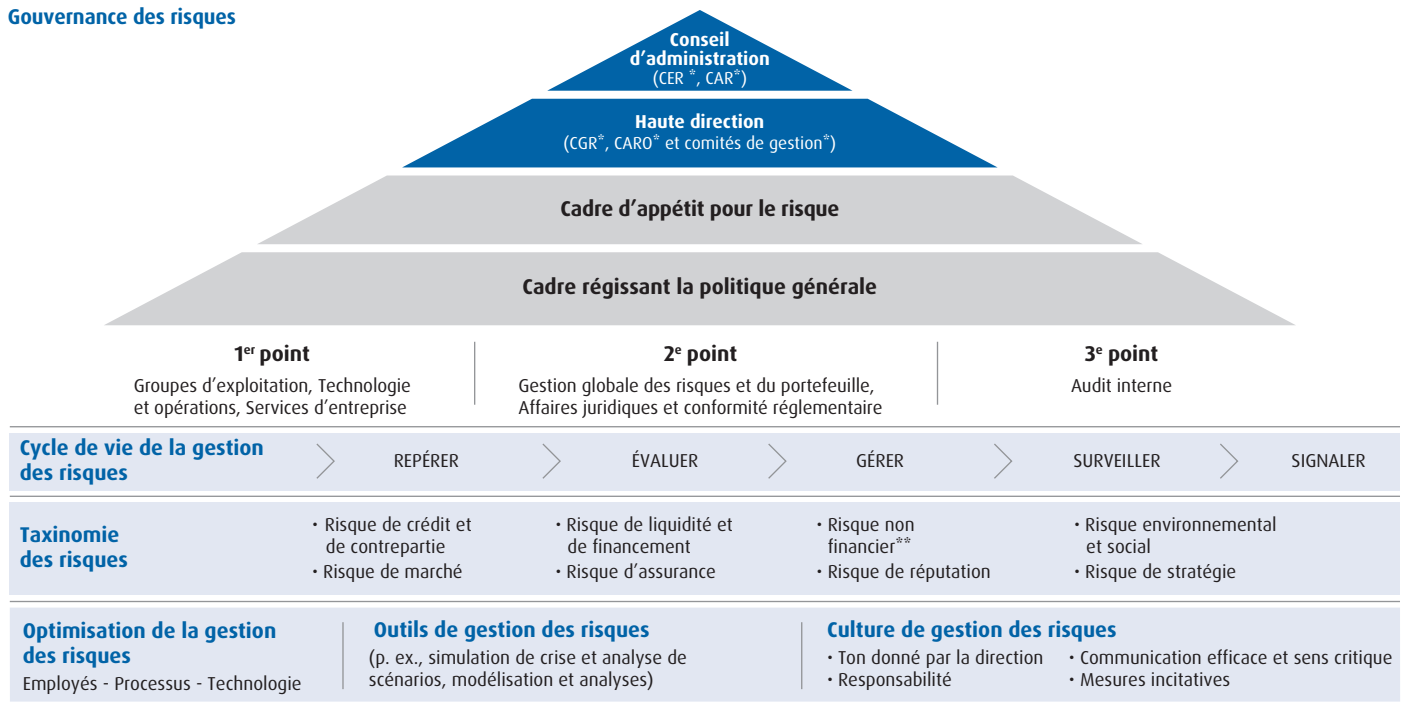 Gouvernance des risques
Conseil
d’administration
(CER *, CAR*)
Haute direction
(CGR*, CARO* et comités de gestion*)
Cadre d’appétit pour le risque
Cadre régissant la politique générale
1er point
Groupes d’exploitation, Technologie
et opérations, Services d’entreprise
2e point
Gestion globale des risques et du portefeuille,
Affaires juridiques et conformité réglementaire
3e point
Audit interne
Cycle de vie de la gestion
des risques
REPÉRER
ÉVALUER
GÉRER
SURVEILLER
SIGNALER
Taxinomie
des risques
• Risque de crédit et
de contrepartie
• Risque de marché
• Risque de liquidité et
de financement
• Risque d’assurance
• Risque non
financier**
• Risque de réputation
• Risque environnemental
et social
• Risque de stratégie
Optimisation de la gestion
des risques
Employés - Processus - Technologie
Outils de gestion des risques
(p. ex., simulation de crise et analyse de
scénarios, modélisation et analyses)
Culture de gestion des risques
• Ton donné par la direction
• Responsabilité
• Communication efficace et sens critique
• Mesures incitatives